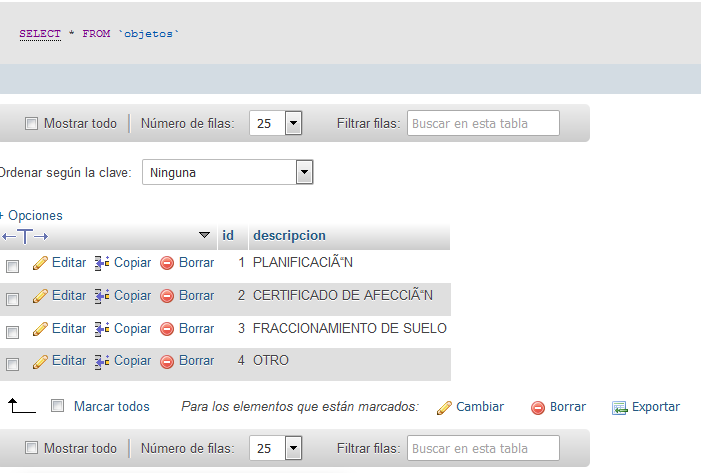 SELECT * FROM `objetos`
Mostrar todo Número de filas: 25 Filtrar filas: Buscar en esta tabla
Ordenar según la clave: Ninguna
+ Opciones
id descripcion
Editar Copiar Borrar 1 PLANIFICACIÃ“N
Editar Copiar Borrar 2 CERTIFICADO DE AFECCIÃ“N
Editar Copiar Borrar 3 FRACCIONAMIENTO DE SUELO
Editar Copiar Borrar 4 OTRO
Marcar todos Para los elementos que están marcados: Cambiar Borrar Exportar
Mostrar todo Número de filas: 25 Filtrar filas: Buscar en esta tabla